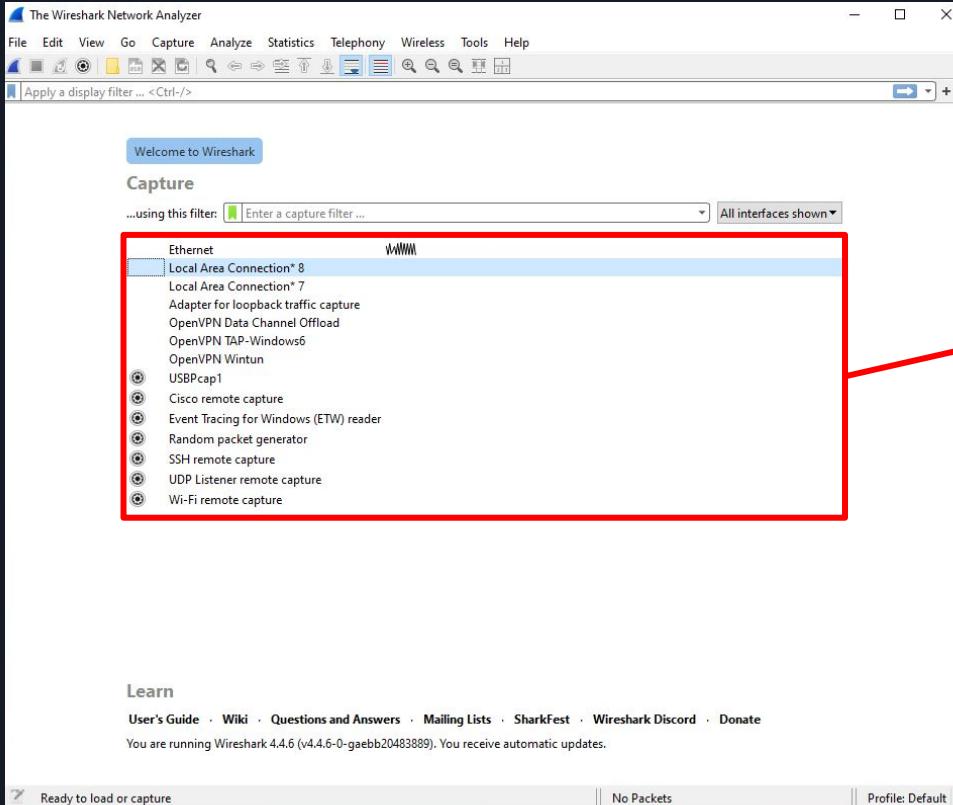 The Wireshark Network Analyzer
File Edit View Go Capture Analyze Statistics Telephony Wireless Tools Help
Apply a display filter ... <Ctrl-/>
Welcome to Wireshark
Capture
...using this filter: Enter a capture filter ... All interfaces shown
Ethernet
Local Area Connection* 8
Local Area Connection* 7
Adapter for loopback traffic capture
OpenVPN Data Channel Offload
OpenVPN TAP-Windows6
OpenVPN Wintun
USBPcap1
Cisco remote capture
Event Tracing for Windows (ETW) reader
Random packet generator
SSH remote capture
UDP Listener remote capture
Wi-Fi remote capture
Learn
User's Guide · Wiki · Questions and Answers · Mailing Lists · SharkFest · Wireshark Discord · Donate
You are running Wireshark 4.4.6 (v4.4.6-0-gaebb20483889). You receive automatic updates.
Ready to load or capture No Packets Profile: Default